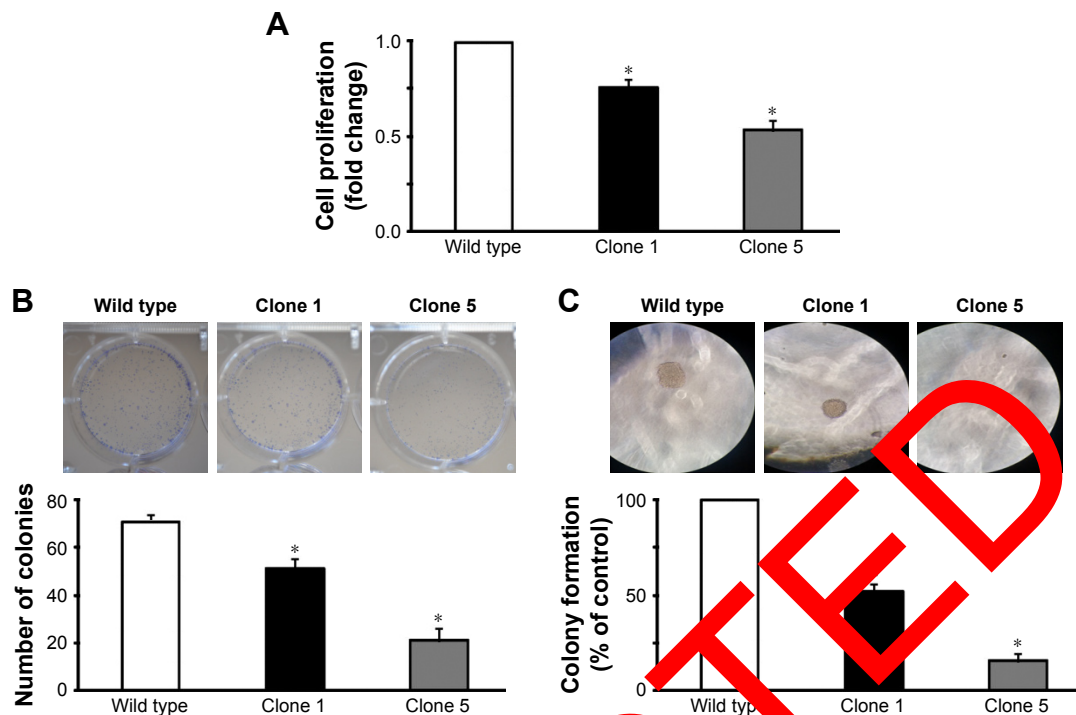 A
Cell proliferation
(fold change)
1.0
0.5
0.0
*
*
Wild type
Clone 1
Clone 5
B
Wild type
Clone 1
Clone 5
Number of colonies
80
60
40
20
0
*
*
Wild type
Clone 1
Clone 5
C
Wild type
Clone 1
Clone 5
Colony formation
(% of control)
100
50
0
*
Wild type
Clone 1
Clone 5
TED